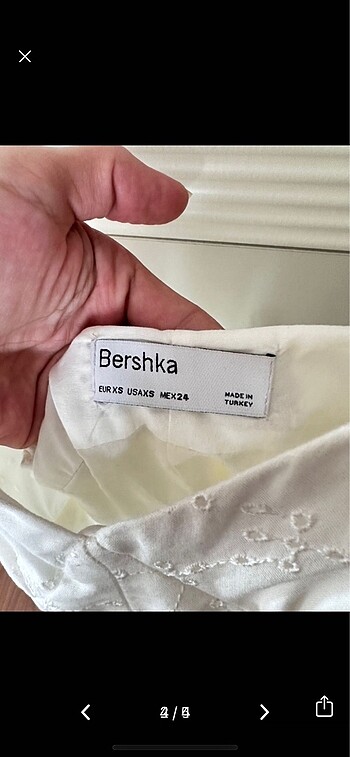 Bershka
EUR XS USA XS MEX 24
MADE IN
TURKEY